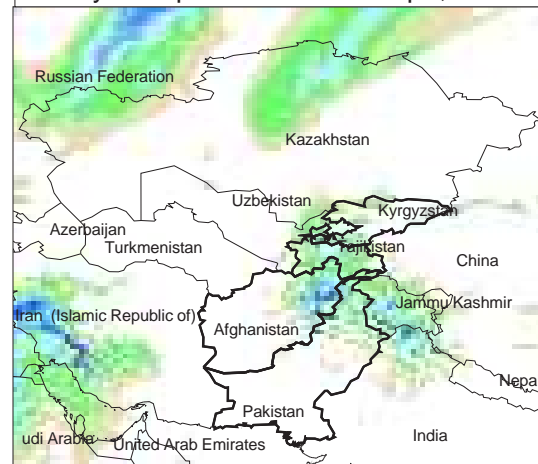 Russian Federation
Kazakhstan
Uzbekistan
Kyrgyzstan
Azerbaijan
Turkmenistan
Tajikistan
China
Jammu Kashmir
Iran (Islamic Republic of)
Afghanistan
Nepa
Pakistan
India
udi Arabia
United Arab Emirates